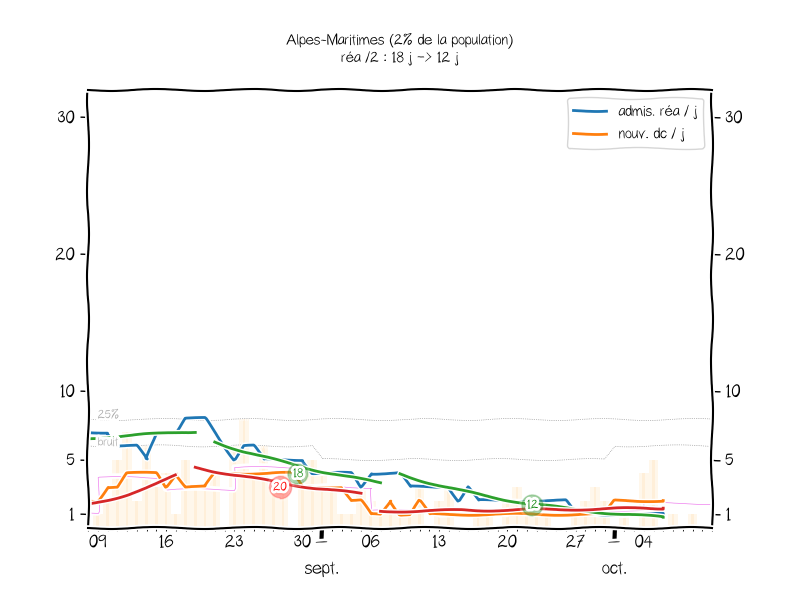 Alpes-Maritimes (2% de la population)
réa /2 : 18 j -> 12 j
admis. réa / j
nouv. dc / j
30
30
20
20
10
10
25%
bruit
5
5
18
20
12
1
1
09 16 23 30 06 13 20 27 04
sept. oct.